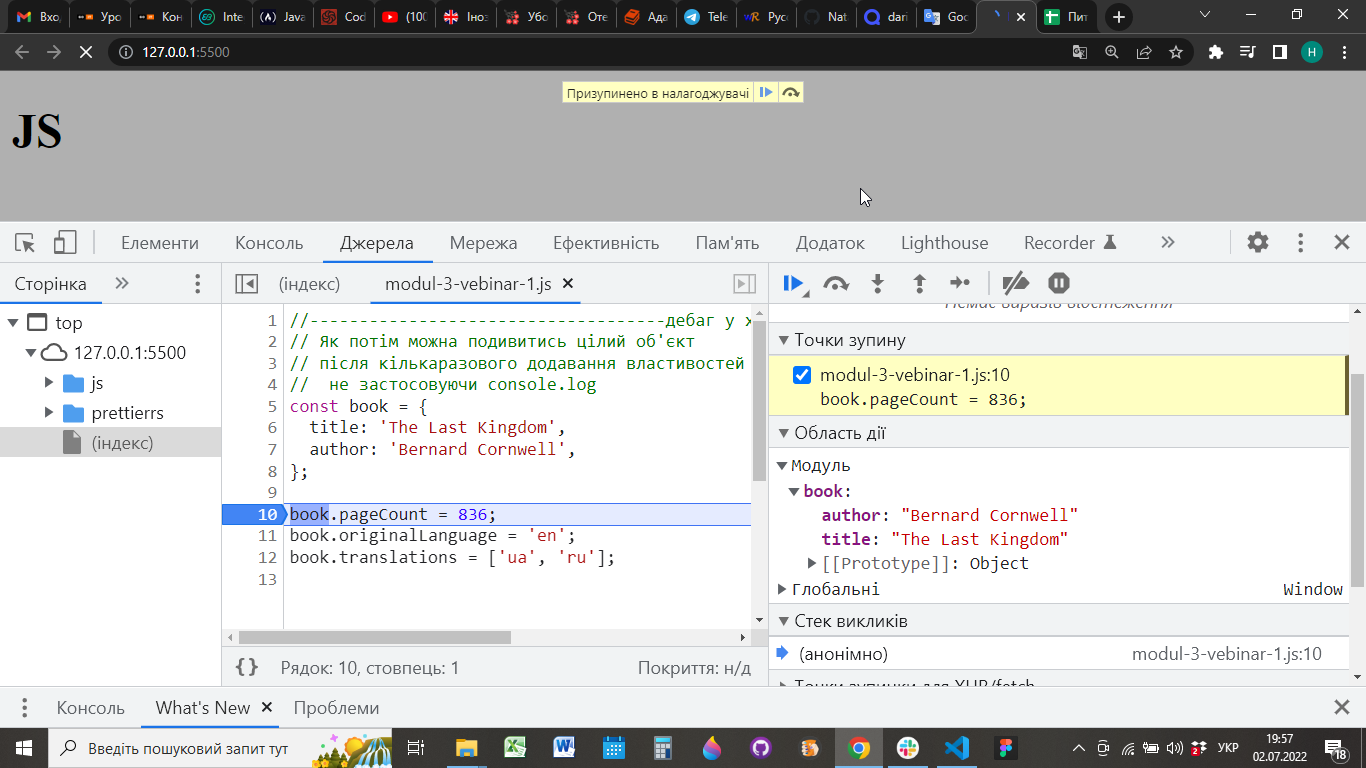 Вхо
Уро
Кон
Inte
Java
Cod
(100
Іноз
Убо
Оте
Ада
Tele
Рус
Nat
dari
Goo
Пит
127.0.0.1:5500
H
Призупинено в налагоджувачі
JS
Елементи Консоль Джерела Мережа Ефективність Пам'ять Додаток Lighthouse Recorder
Сторінка
top
127.0.0.1:5500
js
prettierrs
(індекс)
(індекс) modul-3-vebinar-1.js
1 //------------------------------------дебаг у х
2 // Як потім можна подивитись цілий об'єкт
3 // після кількаразового додавання властивостей
4 //  не застосовуючи console.log
5 const book = {
6   title: 'The Last Kingdom',
7   author: 'Bernard Cornwell',
8 };
9
10 book.pageCount = 836;
11 book.originalLanguage = 'en';
12 book.translations = ['ua', 'ru'];
13
{} Рядок: 10, стовпець: 1 Покриття: н/д
Точки зупину
modul-3-vebinar-1.js:10
book.pageCount = 836;
Область дії
Модуль
book:
author: "Bernard Cornwell"
title: "The Last Kingdom"
[[Prototype]]: Object
Глобальні Window
Стек викликів
(анонімно) modul-3-vebinar-1.js:10
Точки зупинки для XHR/fetch
Консоль What's New Проблеми
Введіть пошуковий запит тут
УКР
19:57
02.07.2022
18